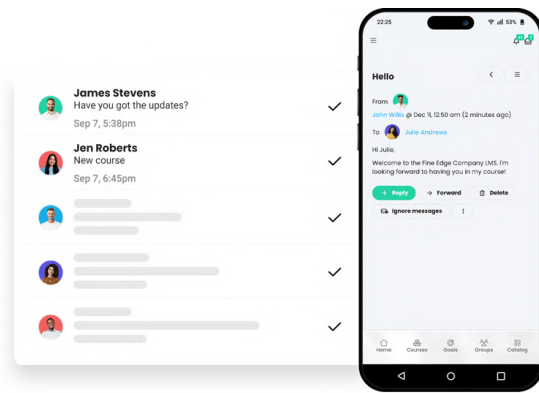 James Stevens
Have you got the updates?
Sep 7, 5:38pm
Jen Roberts
New course
Sep 7, 6:45pm
22:25
53%
Hello
From
John Willis @ Dec 11, 12:50 am (2 minutes ago)
To Julie Andrews
Hi Julie,
Welcome to the Fine Edge Company LMS. I'm
looking forward to having you in my course!
Reply Forward Delete
Ignore messages
Home Courses Goals Groups Catalog